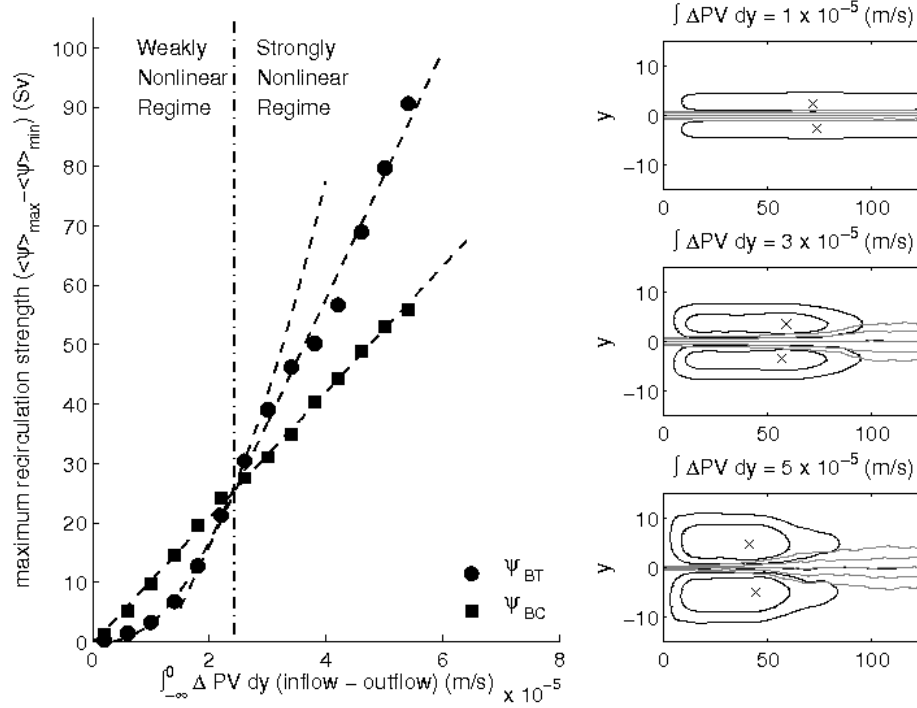 maximum recirculation strength (<ψ>max−<ψ>min) (Sv)
100
90
80
70
60
50
40
30
20
10
0
Weakly
Nonlinear
Regime
Strongly
Nonlinear
Regime
ΨBT
ΨBC
0
2
4
6
8
∫−∞0 Δ PV dy (inflow − outflow) (m/s)
x 10-5
∫ ΔPV dy = 1 x 10-5 (m/s)
y
10
0
−10
0
50
100
∫ ΔPV dy = 3 x 10-5 (m/s)
y
10
0
−10
0
50
100
∫ ΔPV dy = 5 x 10-5 (m/s)
y
10
0
−10
0
50
100